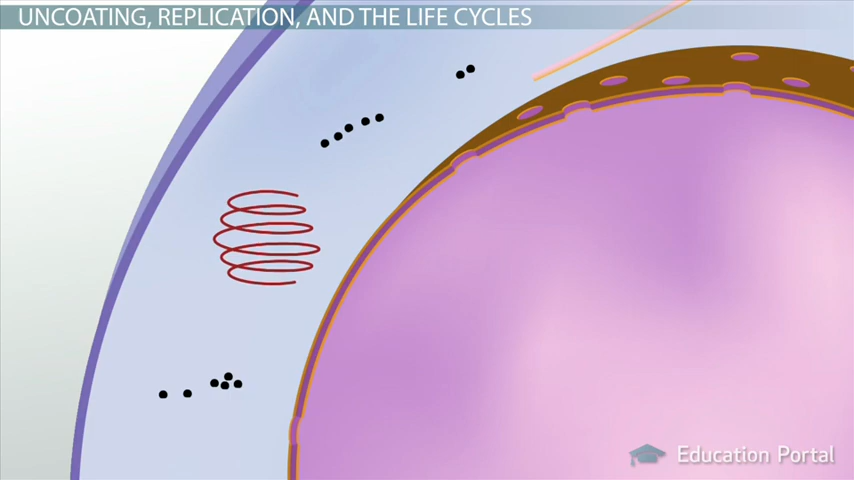 UNCOATING, REPLICATION, AND THE LIFE CYCLES
Education Portal